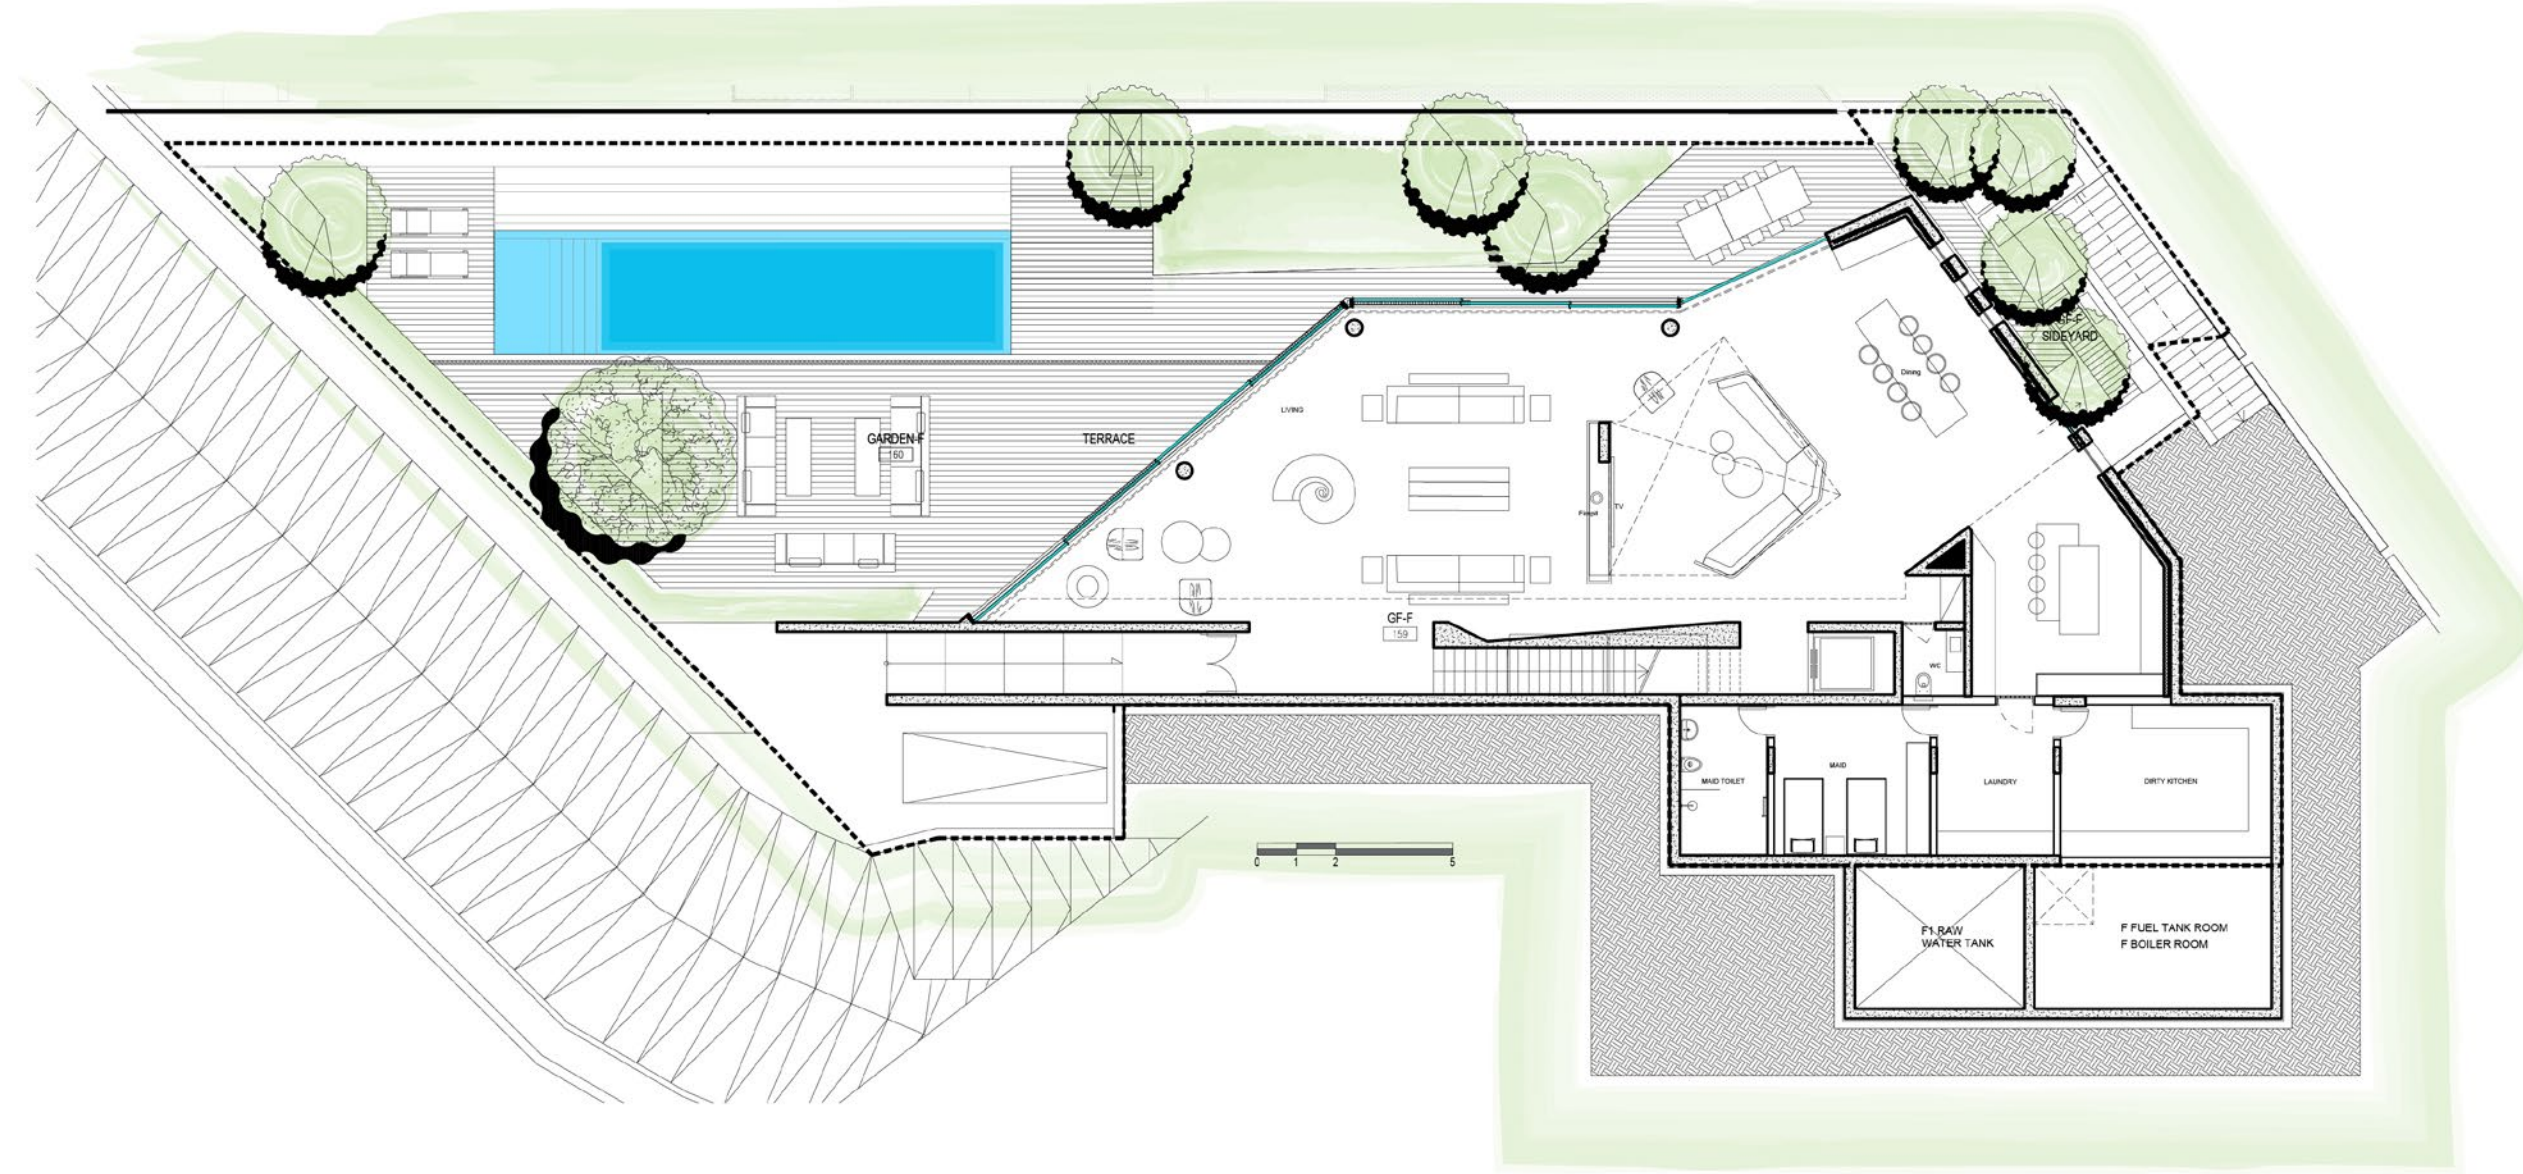 GF-F
SIDEYARD
Dining
LIVING
GARDEN-F
160
TERRACE
TV
Firepit
GF-F
159
WC
MAID TOILET
MAID
LAUNDRY
DIRTY KITCHEN
0 1 2 5
F1 RAW
WATER TANK
F FUEL TANK ROOM
F BOILER ROOM